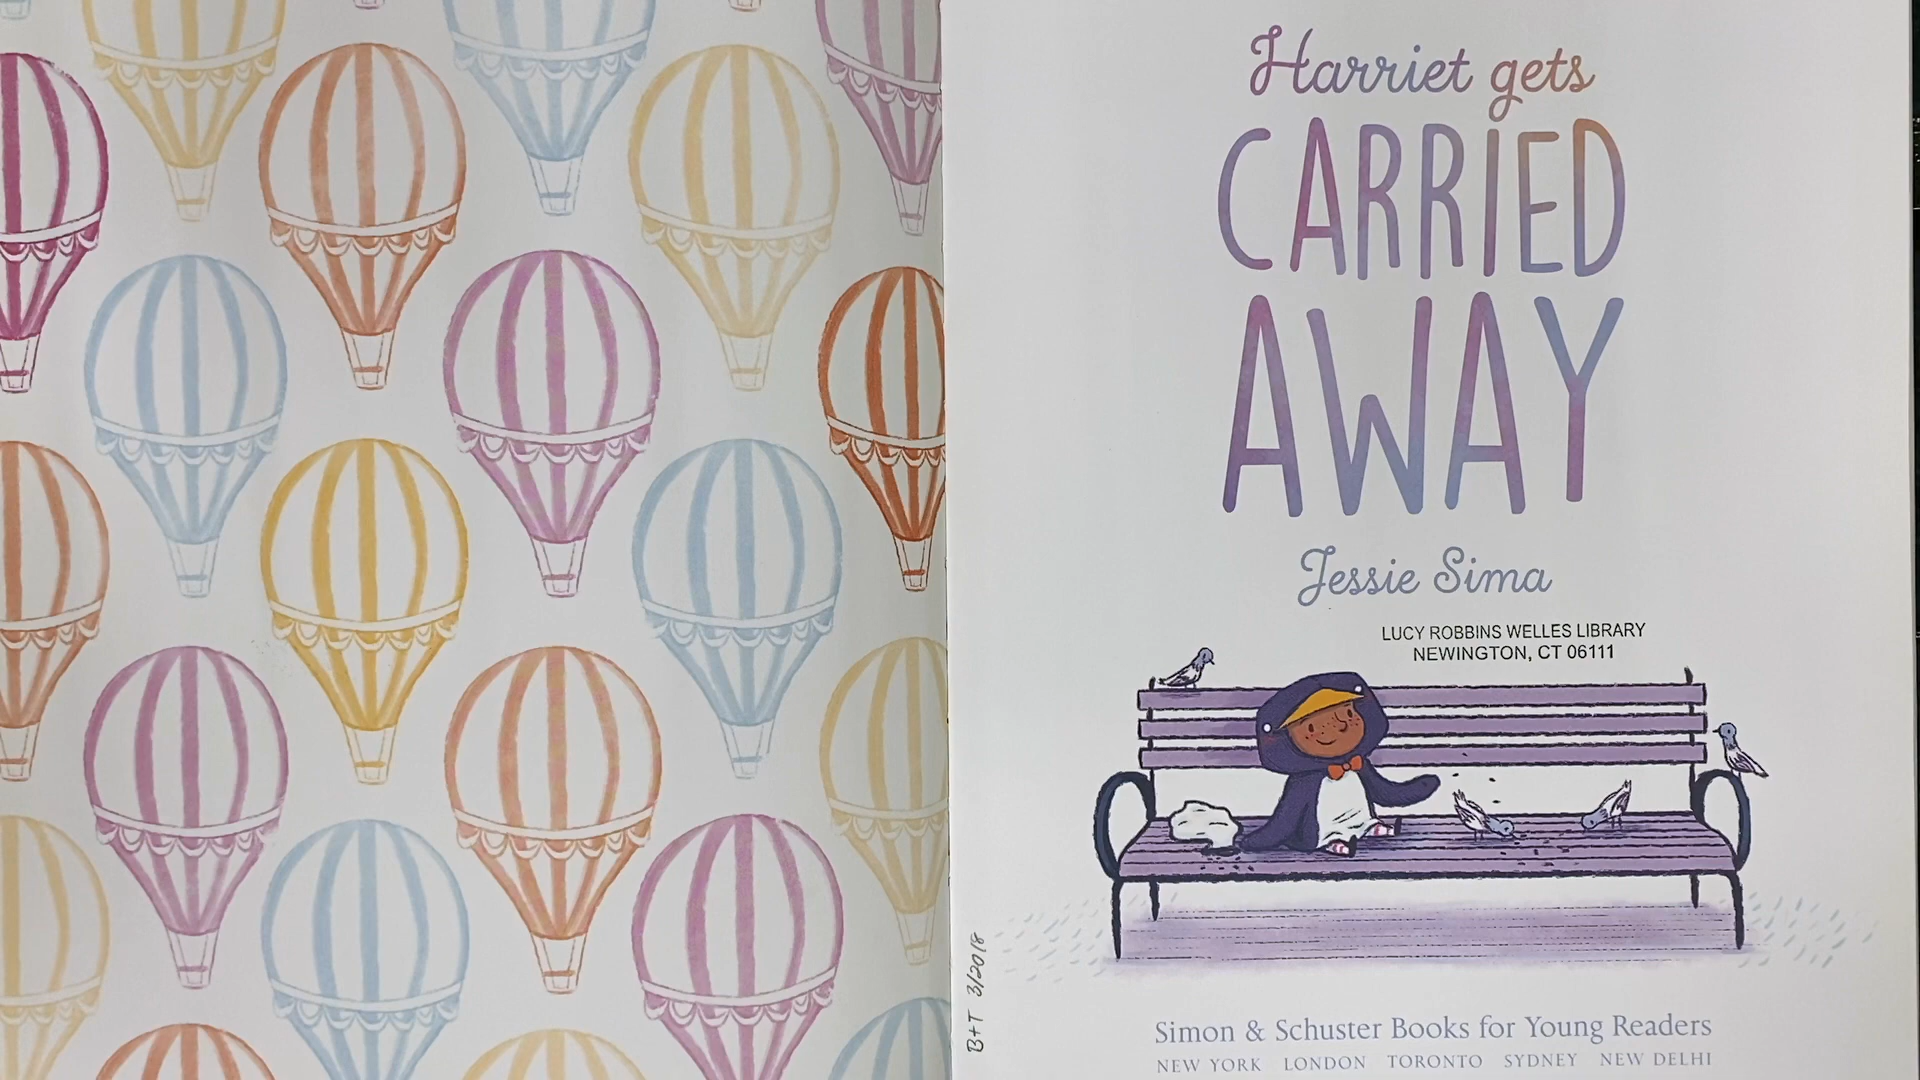 Harriet gets
CARRIED
AWAY
Jessie Sima
LUCY ROBBINS WELLES LIBRARY
NEWINGTON, CT 06111
B+T 3/2018
Simon & Schuster Books for Young Readers
NEW YORK LONDON TORONTO SYDNEY NEW DELHI